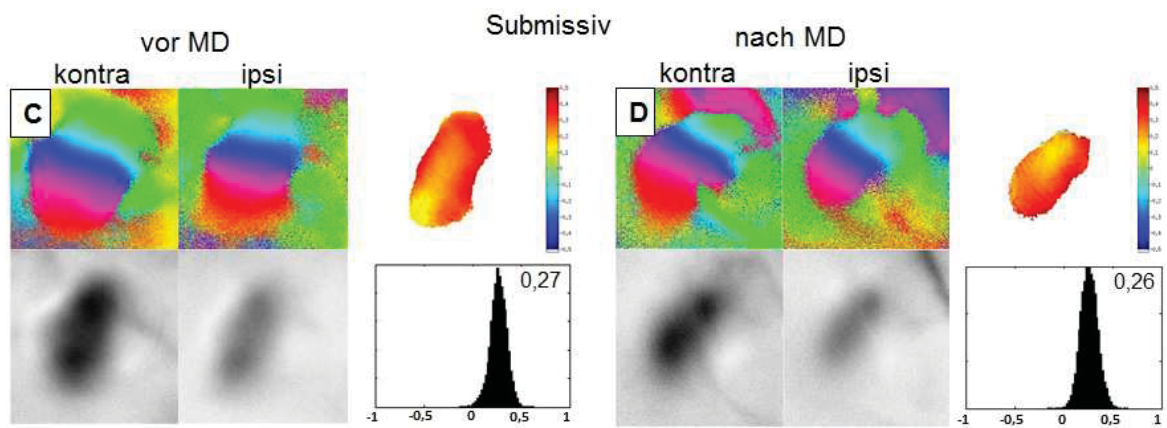 Submissiv
vor MD
nach MD
kontra ipsi
kontra ipsi
C
D
0,27
0,26
-1 -0,5 0 0,5 1
-1 -0,5 0 0,5 1